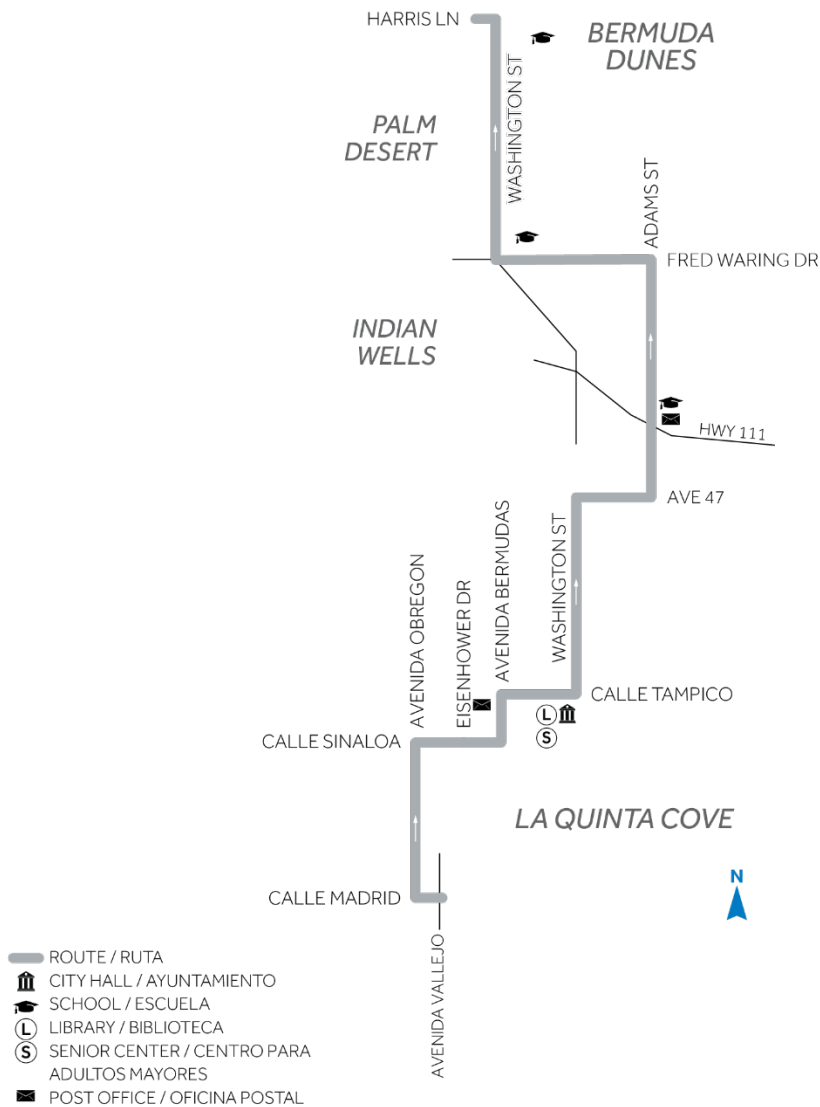 HARRIS LN
BERMUDA
DUNES
WASHINGTON ST
PALM
DESERT
ADAMS ST
FRED WARING DR
INDIAN
WELLS
HWY 111
AVE 47
AVENIDA OBREGON
EISENHOWER DR
AVENIDA BERMUDAS
WASHINGTON ST
CALLE TAMPICO
L
S
CALLE SINALOA
LA QUINTA COVE
N
CALLE MADRID
AVENIDA VALLEJO
ROUTE / RUTA
CITY HALL / AYUNTAMIENTO
SCHOOL / ESCUELA
L LIBRARY / BIBLIOTECA
S SENIOR CENTER / CENTRO PARA
ADULTOS MAYORES
POST OFFICE / OFICINA POSTAL